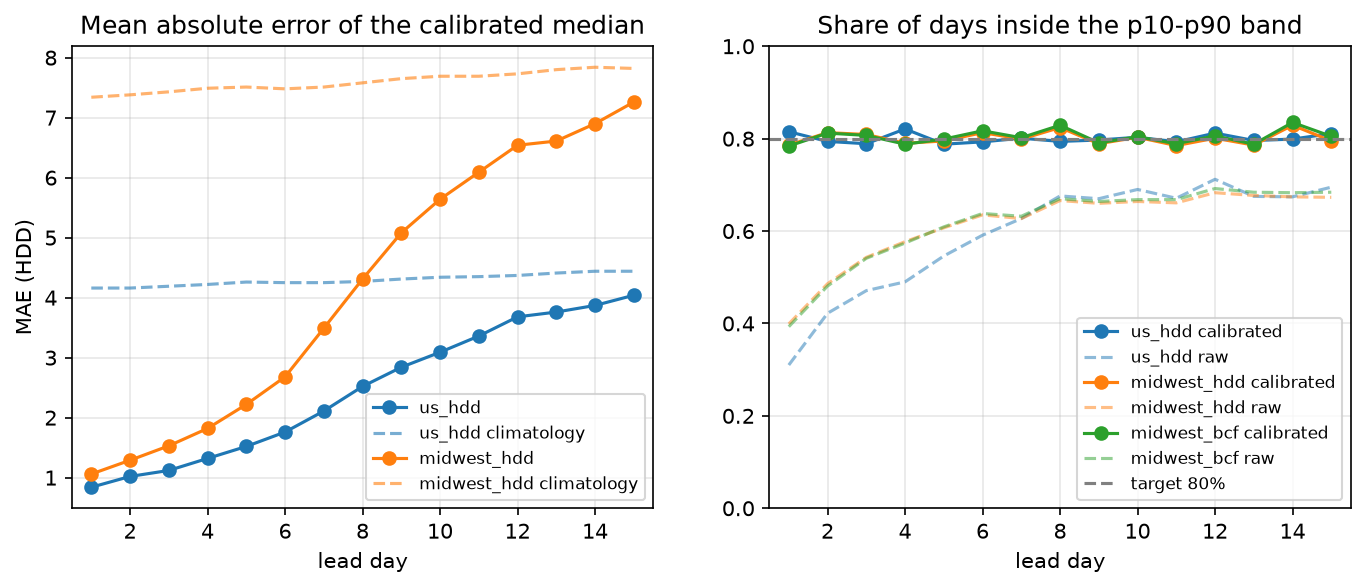 Mean absolute error of the calibrated median
8
7
6
5
4
3
2
1
MAE (HDD)
us_hdd
us_hdd climatology
midwest_hdd
midwest_hdd climatology
2 4 6 8 10 12 14
lead day
Share of days inside the p10-p90 band
1.0
0.8
0.6
0.4
0.2
0.0
us_hdd calibrated
us_hdd raw
midwest_hdd calibrated
midwest_hdd raw
midwest_bcf calibrated
midwest_bcf raw
target 80%
2 4 6 8 10 12 14
lead day